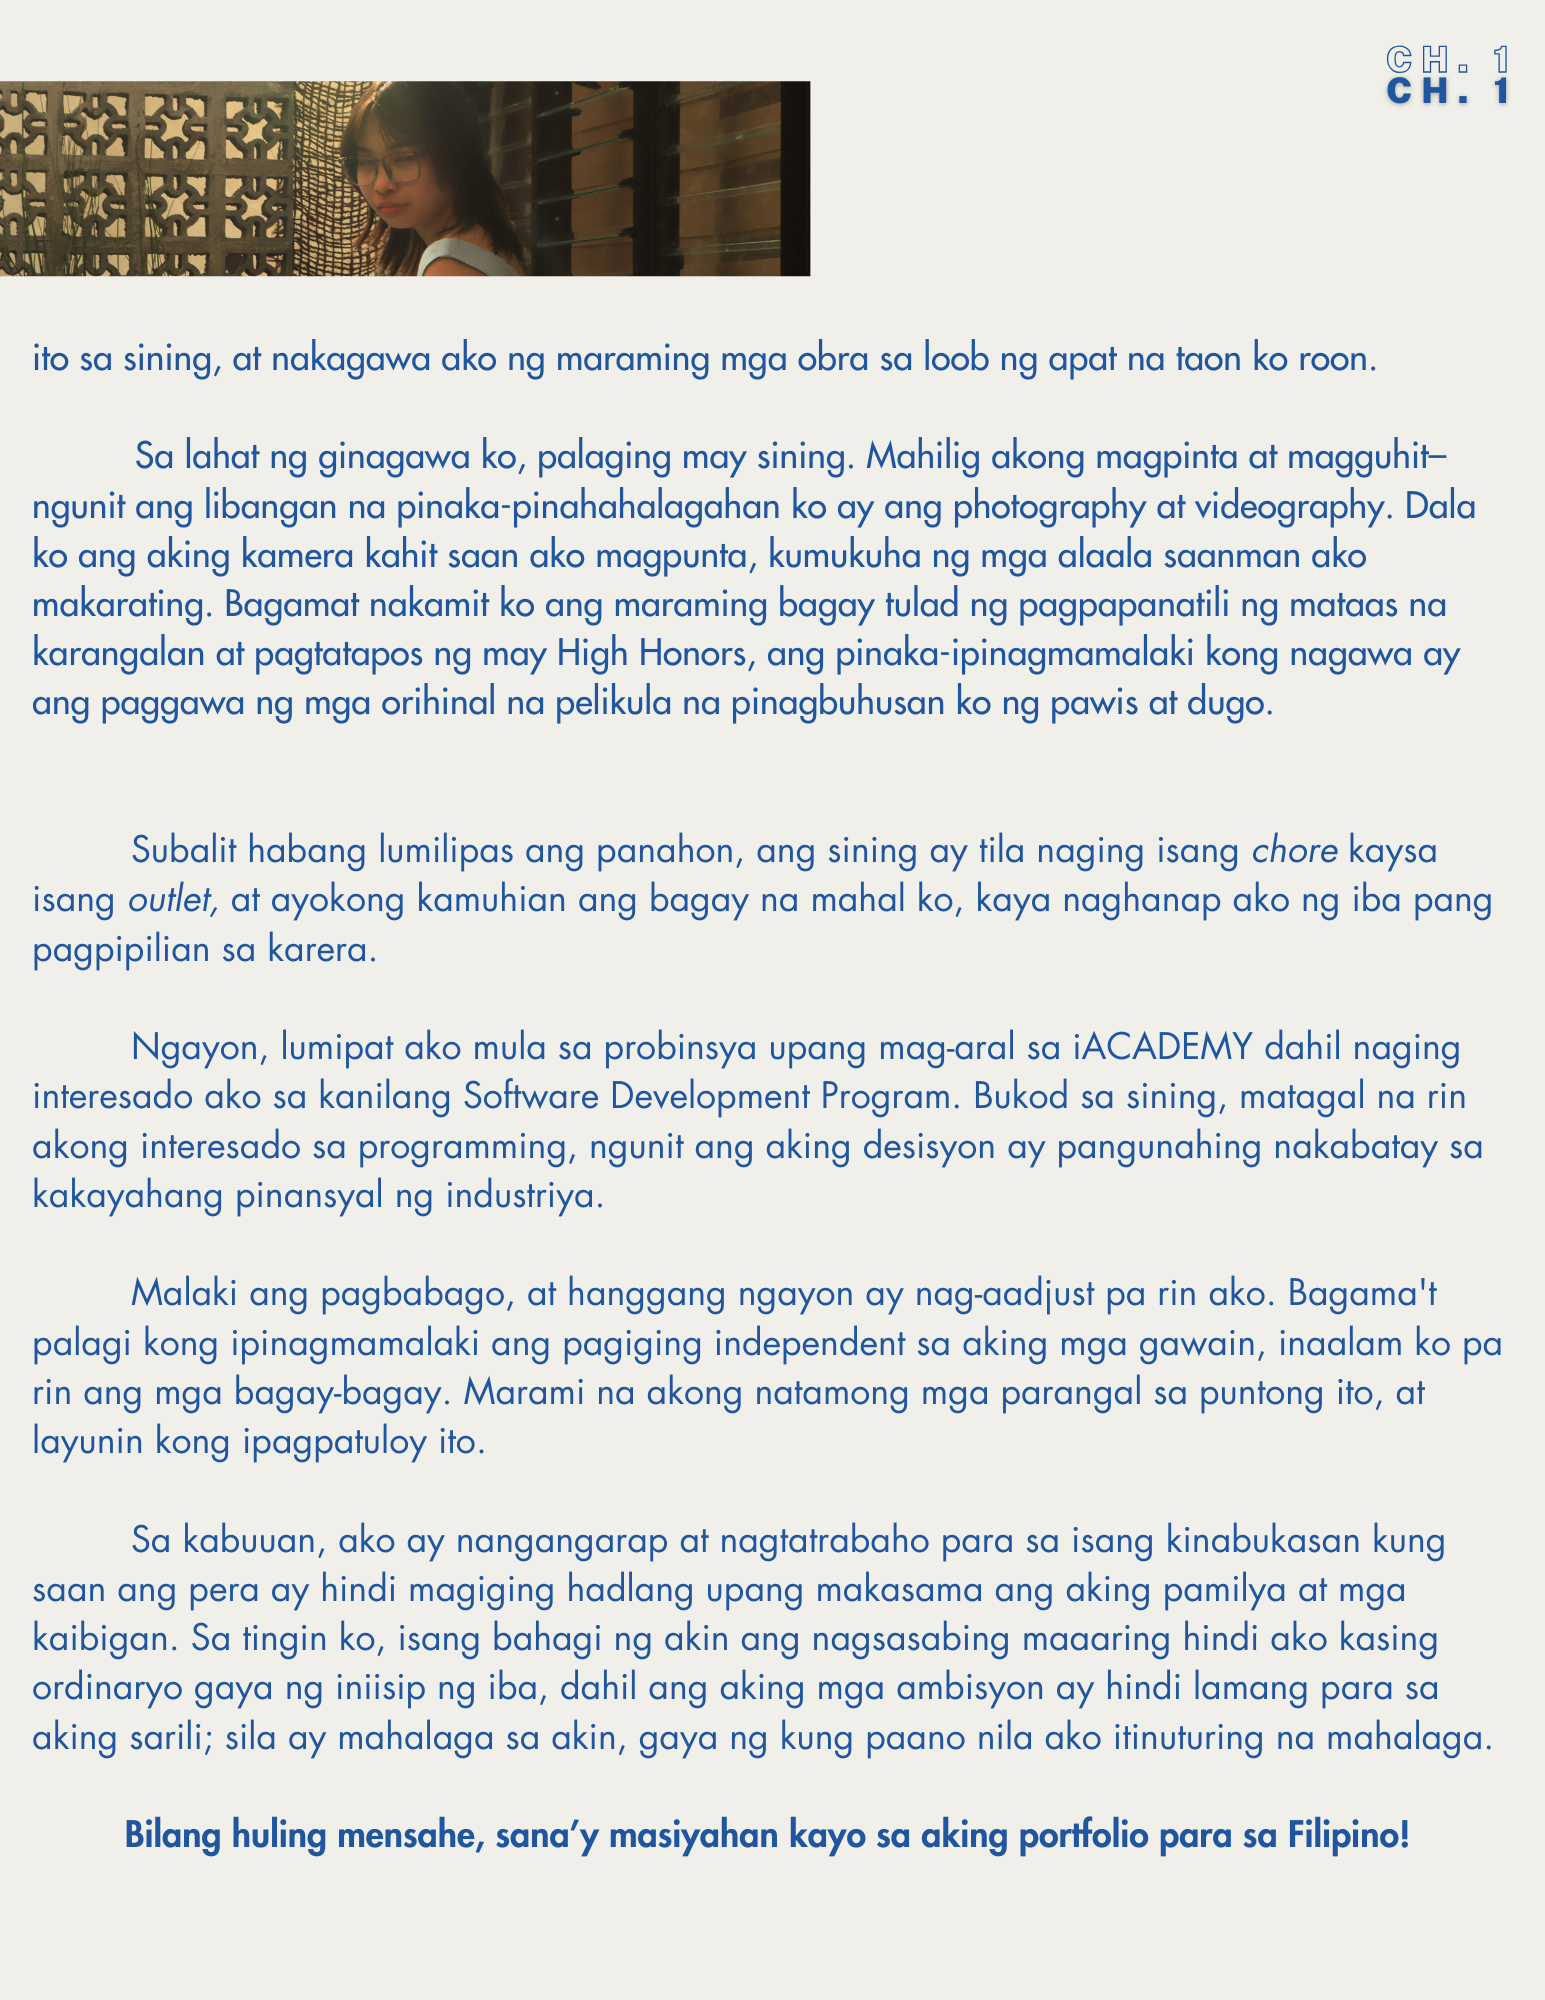 CH. 1
CH. 1
ito sa sining, at nakagawa ako ng maraming mga obra sa loob ng apat na taon ko roon.
Sa lahat ng ginagawa ko, palaging may sining. Mahilig akong magpinta at magguhit–
ngunit ang libangan na pinaka-pinahahalagahan ko ay ang photography at videography. Dala
ko ang aking kamera kahit saan ako magpunta, kumukuha ng mga alaala saanman ako
makarating. Bagamat nakamit ko ang maraming bagay tulad ng pagpapanatili ng mataas na
karangalan at pagtatapos ng may High Honors, ang pinaka-ipinagmamalaki kong nagawa ay
ang paggawa ng mga orihinal na pelikula na pinagbuhusan ko ng pawis at dugo.
Subalit habang lumilipas ang panahon, ang sining ay tila naging isang chore kaysa
isang outlet, at ayokong kamuhian ang bagay na mahal ko, kaya naghanap ako ng iba pang
pagpipilian sa karera.
Ngayon, lumipat ako mula sa probinsya upang mag-aral sa iACADEMY dahil naging
interesado ako sa kanilang Software Development Program. Bukod sa sining, matagal na rin
akong interesado sa programming, ngunit ang aking desisyon ay pangunahing nakabatay sa
kakayahang pinansyal ng industriya.
Malaki ang pagbabago, at hanggang ngayon ay nag-aadjust pa rin ako. Bagama't
palagi kong ipinagmamalaki ang pagiging independent sa aking mga gawain, inaalam ko pa
rin ang mga bagay-bagay. Marami na akong natamong mga parangal sa puntong ito, at
layunin kong ipagpatuloy ito.
Sa kabuuan, ako ay nangangarap at nagtatrabaho para sa isang kinabukasan kung
saan ang pera ay hindi magiging hadlang upang makasama ang aking pamilya at mga
kaibigan. Sa tingin ko, isang bahagi ng akin ang nagsasabing maaaring hindi ako kasing
ordinaryo gaya ng iniisip ng iba, dahil ang aking mga ambisyon ay hindi lamang para sa
aking sarili; sila ay mahalaga sa akin, gaya ng kung paano nila ako itinuturing na mahalaga.
Bilang huling mensahe, sana’y masiyahan kayo sa aking portfolio para sa Filipino!